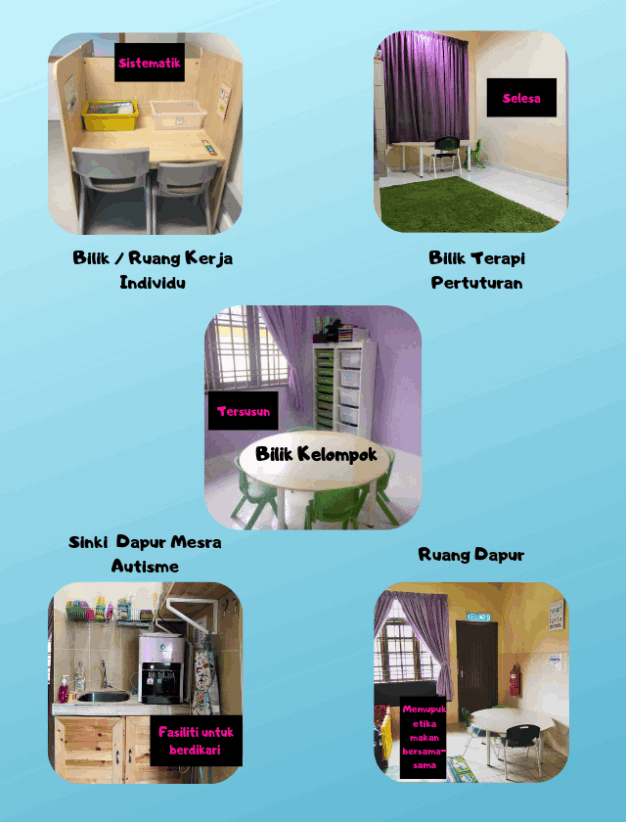 Sistematik
Selesa
Bilik / Ruang Kerja
Individu
Bilik Terapi
Pertuturan
Tersusun
Bilik Kelompok
Sinki Dapur Mesra
Autisme
Ruang Dapur
Fasiliti untuk
berdikari
Memupuk
etika
makan
bersama-
sama